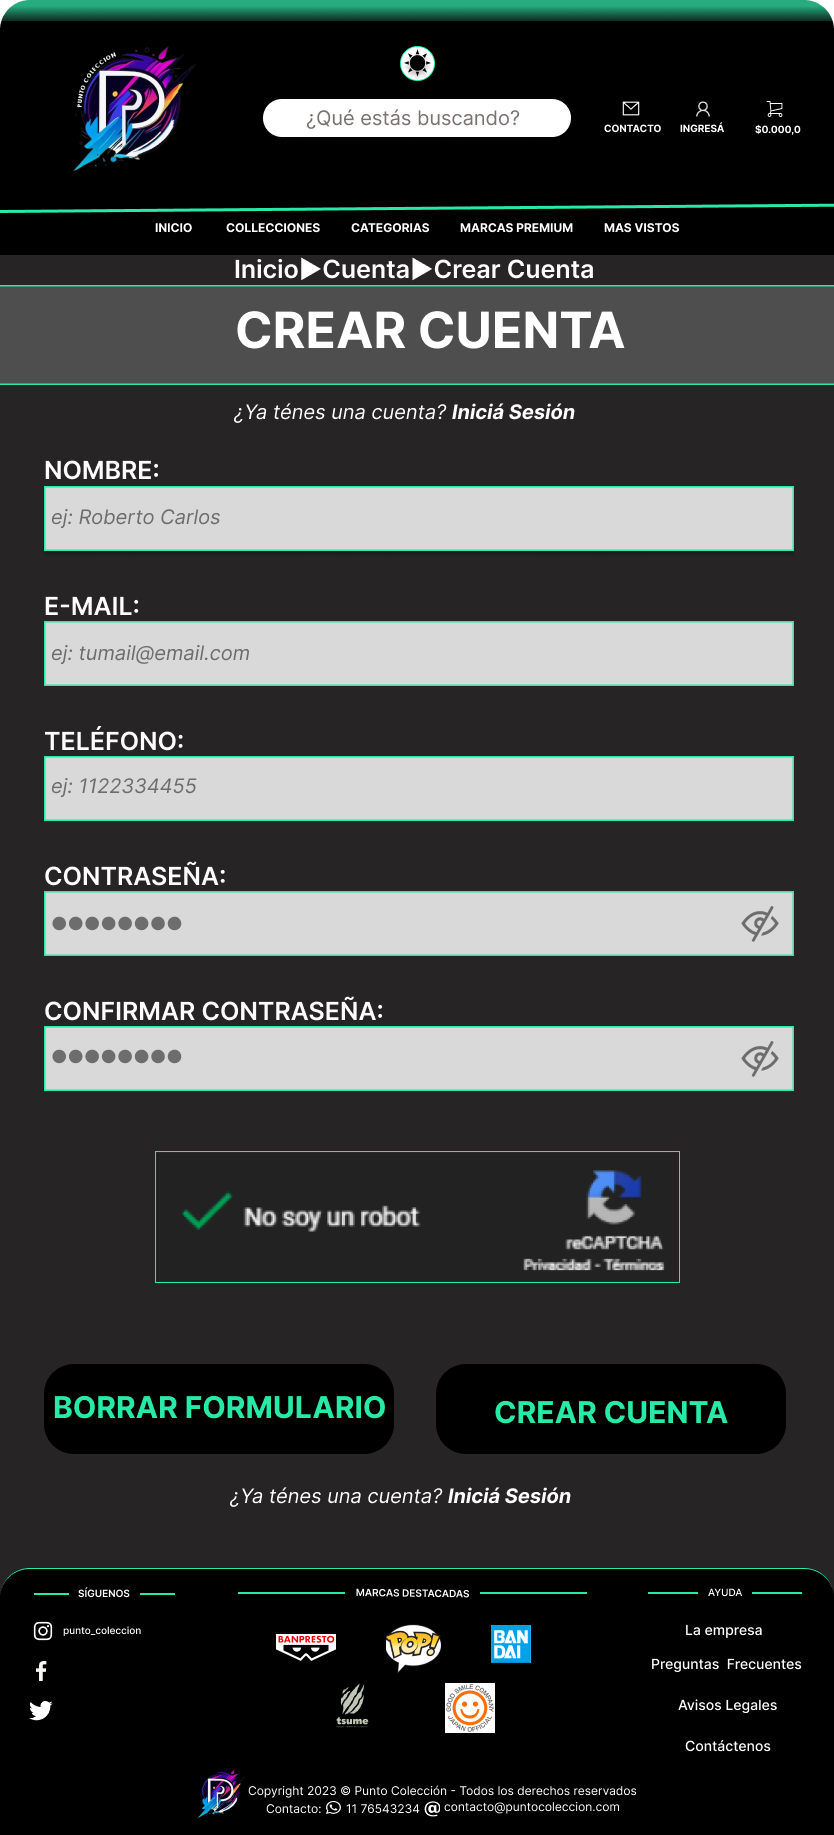 PUNTO COLECCION
¿Qué estás buscando?
CONTACTO
INGRESÁ
$0.000,0
INICIO COLLECCIONES CATEGORIAS MARCAS PREMIUM MAS VISTOS
Inicio▶Cuenta▶Crear Cuenta
CREAR CUENTA
¿Ya ténes una cuenta? Iniciá Sesión
NOMBRE:
ej: Roberto Carlos
E-MAIL:
ej: tumail@email.com
TELÉFONO:
ej: 1122334455
CONTRASEÑA:
●●●●●●●●
CONFIRMAR CONTRASEÑA:
●●●●●●●●
No soy un robot
reCAPTCHA
Privacidad - Términos
BORRAR FORMULARIO
CREAR CUENTA
¿Ya ténes una cuenta? Iniciá Sesión
SÍGUENOS
punto_coleccion
MARCAS DESTACADAS
BANPRESTO
POP!
BAN
DAI
tsume
GOOD SMILE COMPANY
JAPAN OFFICIAL
AYUDA
La empresa
Preguntas Frecuentes
Avisos Legales
Contáctenos
Copyright 2023 © Punto Colección - Todos los derechos reservados
Contacto: 11 76543234 @ contacto@puntocoleccion.com